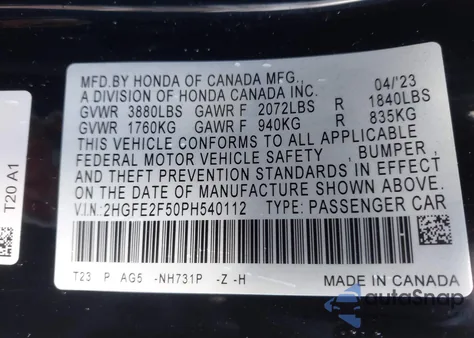 MFD.BY HONDA OF CANADA MFG., 04/'23
A DIVISION OF HONDA CANADA INC.
GVWR 3880LBS GAWR F 2072LBS R 1840LBS
GVWR 1760KG GAWR F 940KG R 835KG
THIS VEHICLE CONFORMS TO ALL APPLICABLE
FEDERAL MOTOR VEHICLE SAFETY , BUMPER ,
AND THEFT PREVENTION STANDARDS IN EFFECT
ON THE DATE OF MANUFACTURE SHOWN ABOVE.
V.I.N.:2HGFE2F50PH540112 TYPE:PASSENGER CAR
T23 P AG5 -NH731P -Z -H
MADE IN CANADA
T20 A1
autoSnap